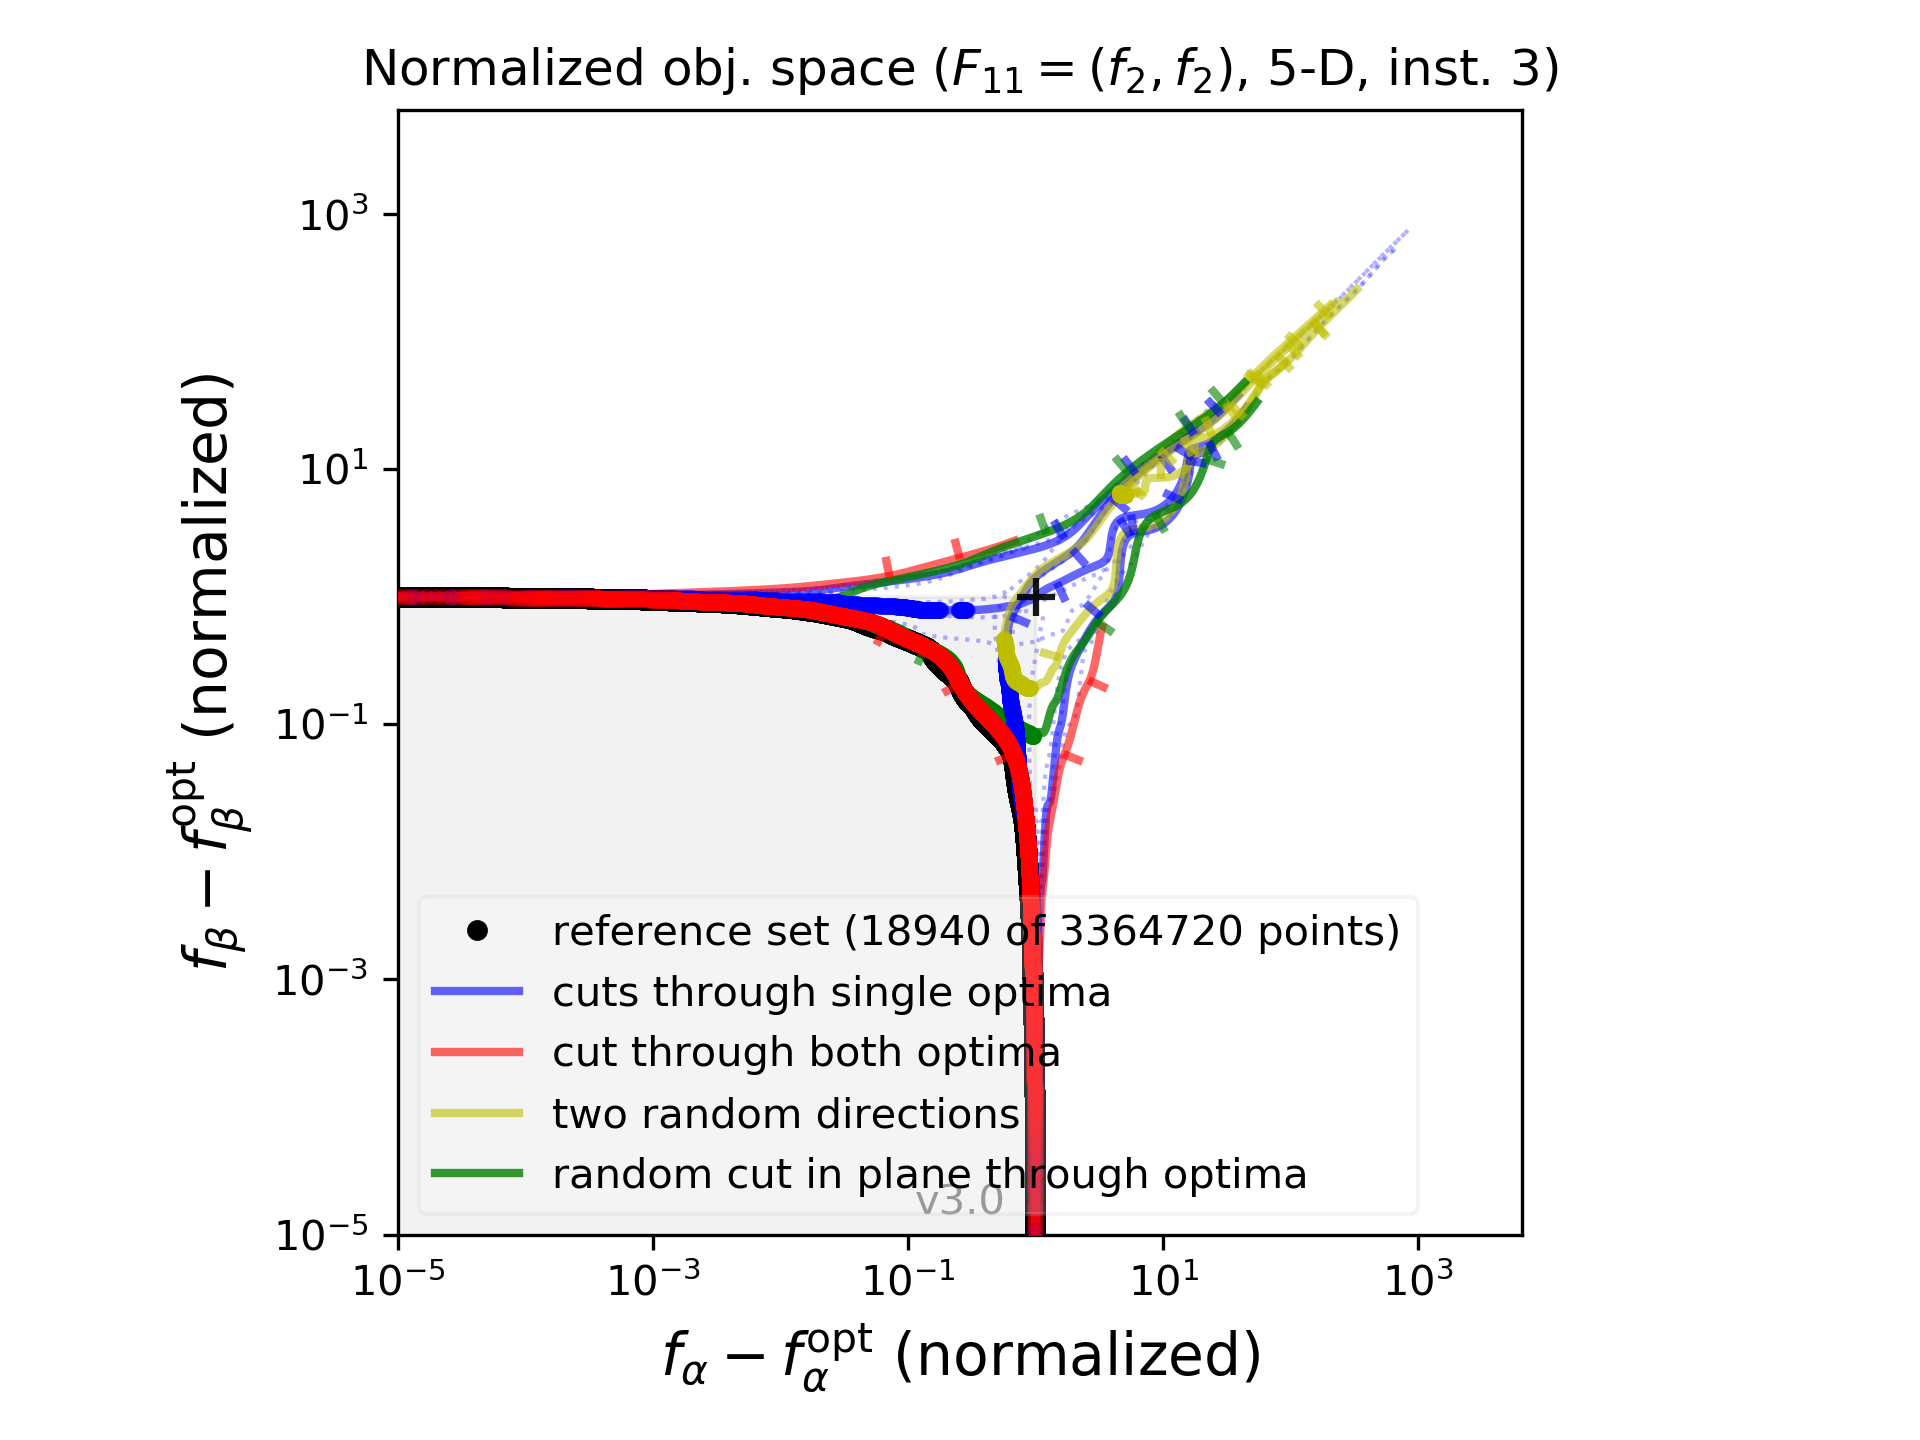 Normalized obj. space (F₁₁ = (f₂, f₂), 5-D, inst. 3)
10³
10¹
10⁻¹
10⁻³
10⁻⁵
f_β − f_β^opt (normalized)
reference set (18940 of 3364720 points)
cuts through single optima
cut through both optima
two random directions
random cut in plane through optima
v3.0
10⁻⁵ 10⁻³ 10⁻¹ 10¹ 10³
f_α − f_α^opt (normalized)